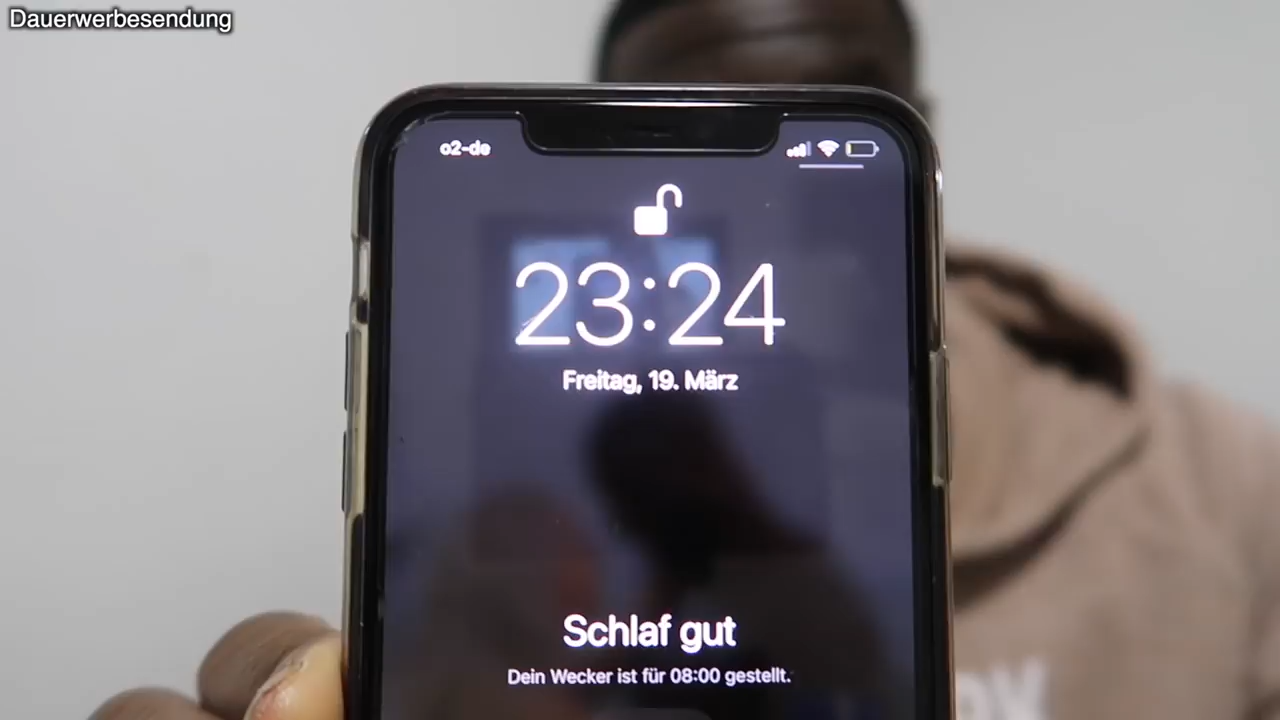 Dauerwerbesendung
o2-de
23:24
Freitag, 19. März
Schlaf gut
Dein Wecker ist für 08:00 gestellt.